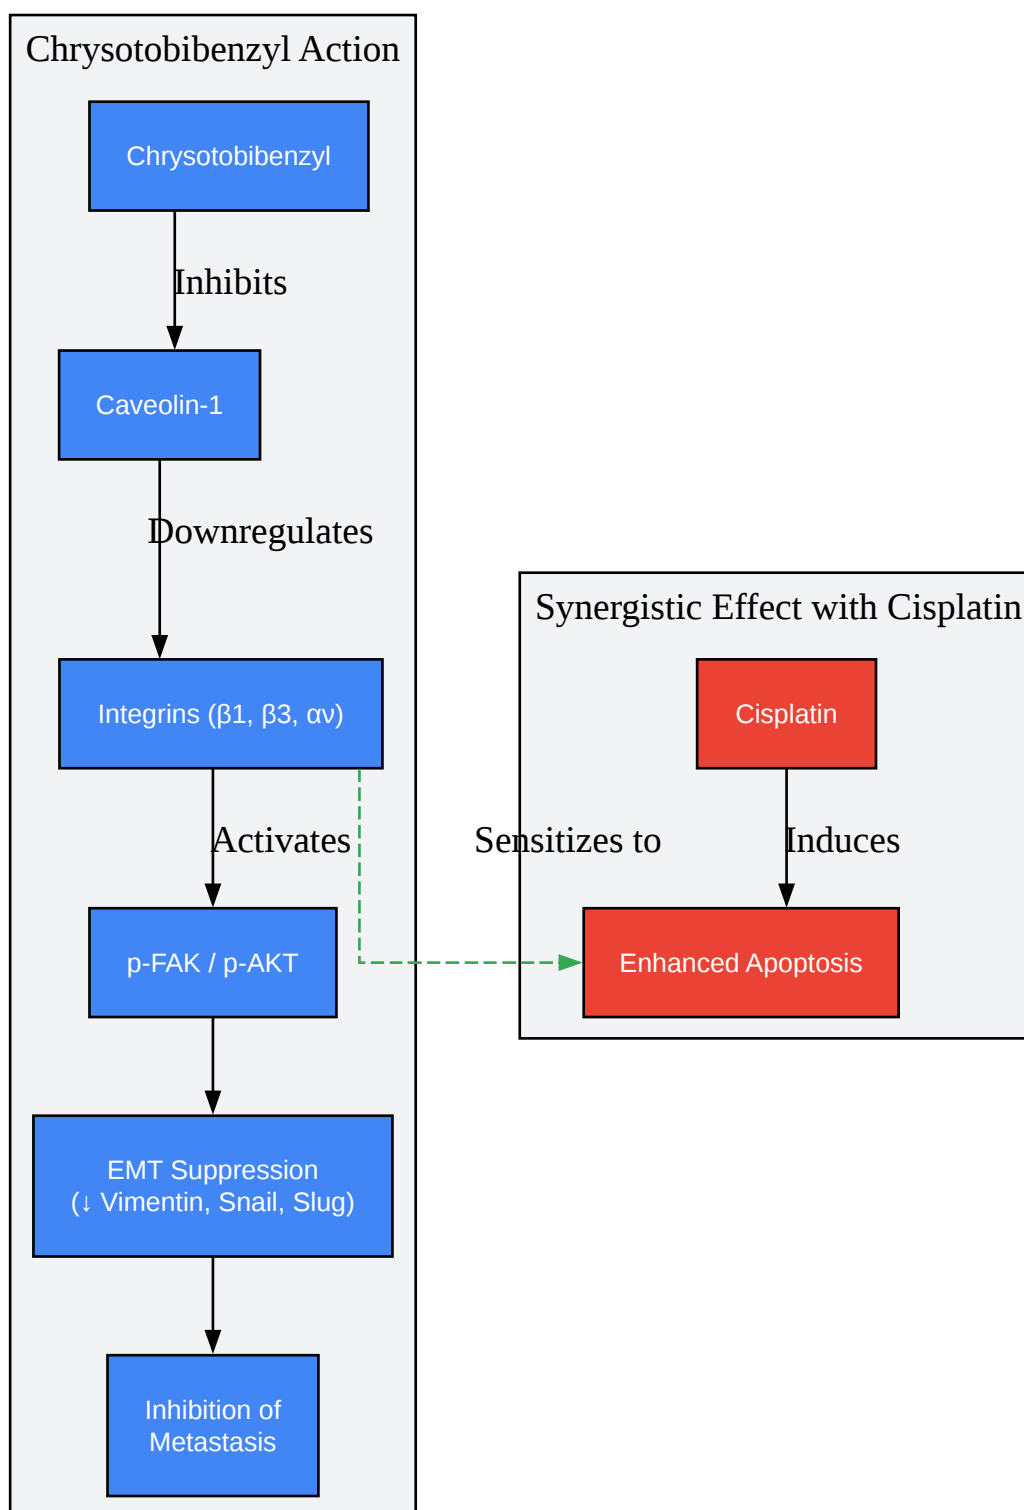 Chrysotobibenzyl Action
Chrysotobibenzyl
Inhibits
Caveolin-1
Downregulates
Integrins (β1, β3, αν)
Activates
p-FAK / p-AKT
EMT Suppression
(↓ Vimentin, Snail, Slug)
Inhibition of
Metastasis
Synergistic Effect with Cisplatin
Cisplatin
Sensitizes to
Induces
Enhanced Apoptosis